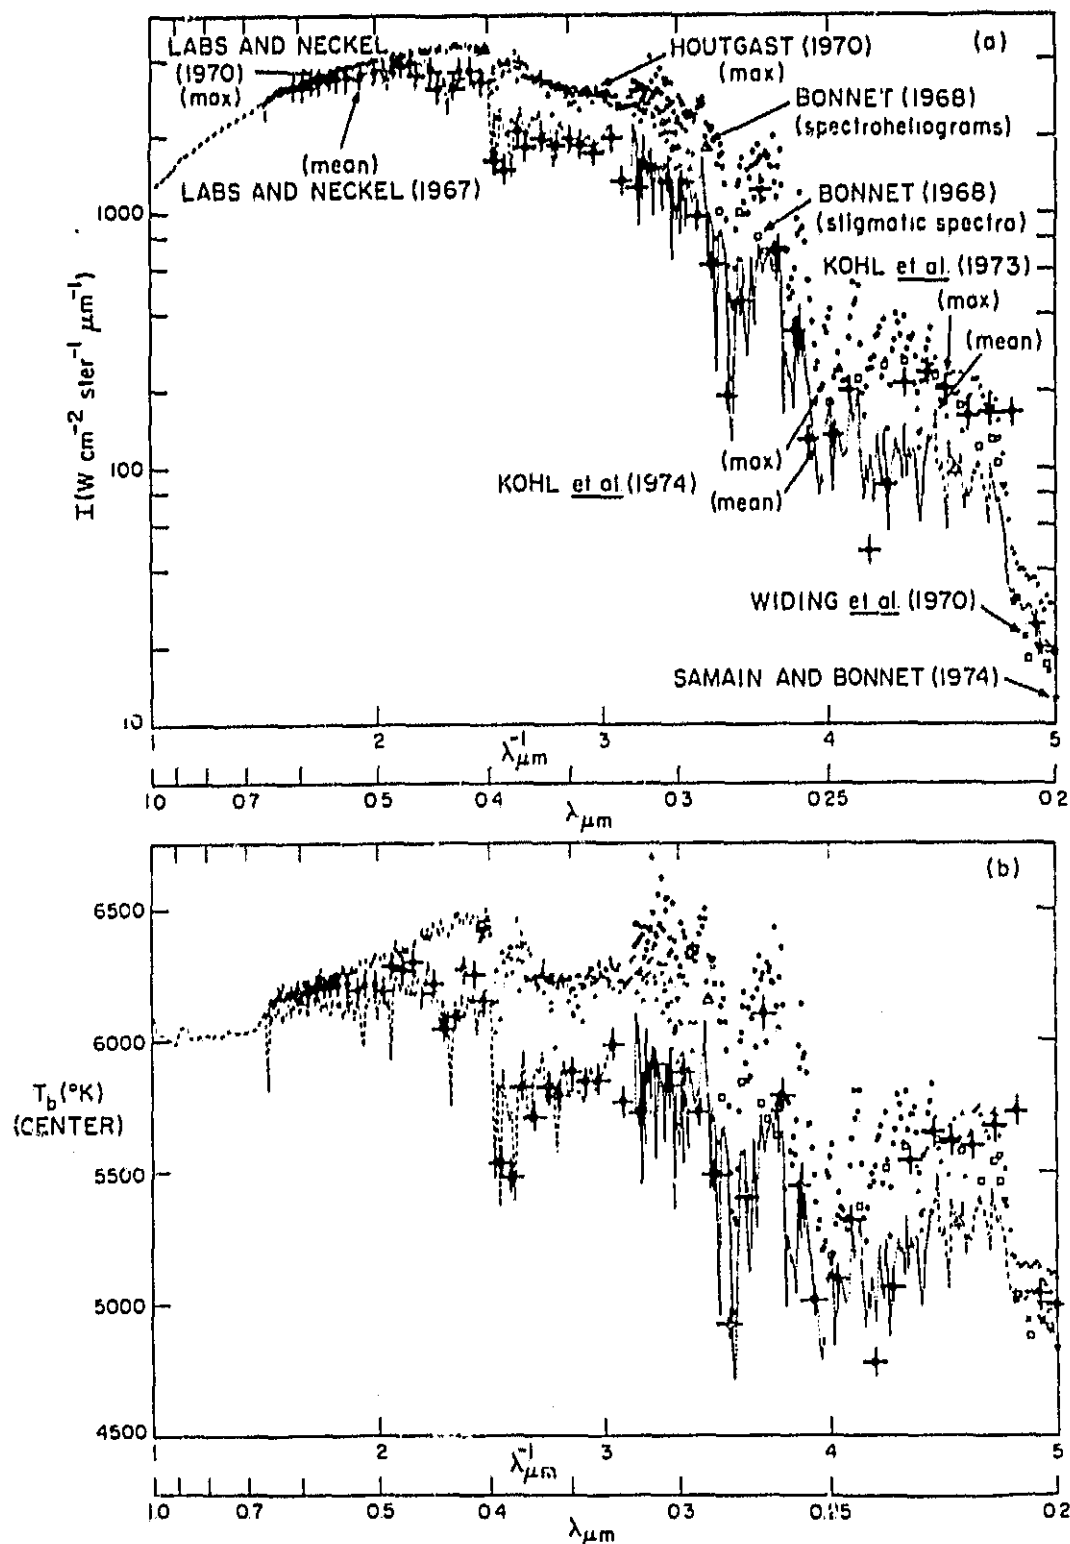 (a)
LABS AND NECKEL
(1970)
(max)
HOUTGAST (1970)
(max)
BONNET (1968)
(spectroheliograms)
(mean)
LABS AND NECKEL (1967)
BONNET (1968)
(stigmatic spectra)
KOHL et al. (1973)
(max)
(mean)
(max)
KOHL et al. (1974)
(mean)
WIDING et al. (1970)
SAMAIN AND BONNET (1974)
1000
100
10
I(W cm-2 ster-1 μm-1)
1 2 3 4 5
λ-1μm
1.0 0.7 0.5 0.4 0.3 0.25 0.2
λμm
(b)
6500
6000
5500
5000
4500
Tb(°K)
(CENTER)
1 2 3 4 5
λ-1μm
1.0 0.7 0.5 0.4 0.3 0.2
λμm